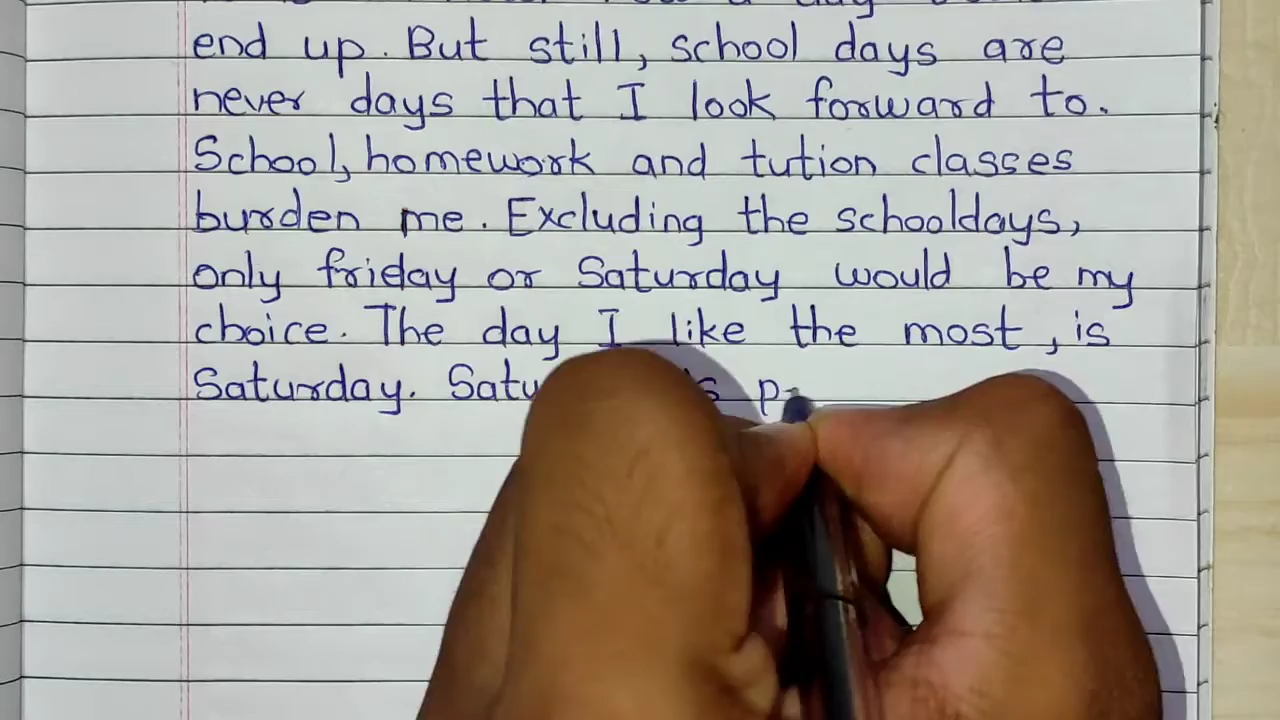 day
end up. But still, school days are
never days that I look forward to.
School, homework and tution classes
burden me. Excluding the schooldays,
only friday or Saturday would be my
choice. The day I like the most, is
Saturday.